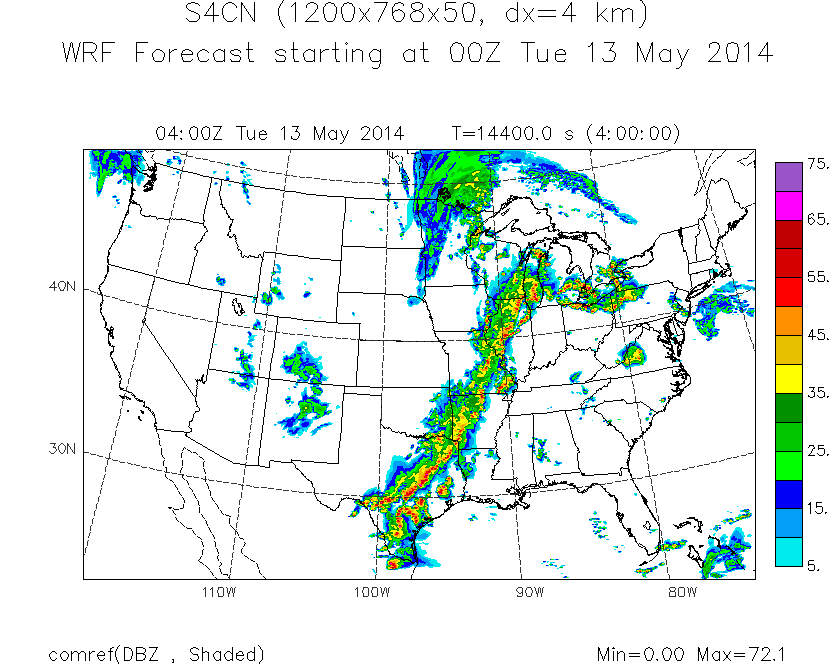 S4CN (1200x768x50, dx=4 km)
WRF Forecast starting at 00Z Tue 13 May 2014
04:00Z Tue 13 May 2014 T=14400.0 s (4:00:00)
75.
65.
55.
45.
35.
25.
15.
5.
40N
30N
110W 100W 90W 80W
comref(DBZ , Shaded) Min=0.00 Max=72.1